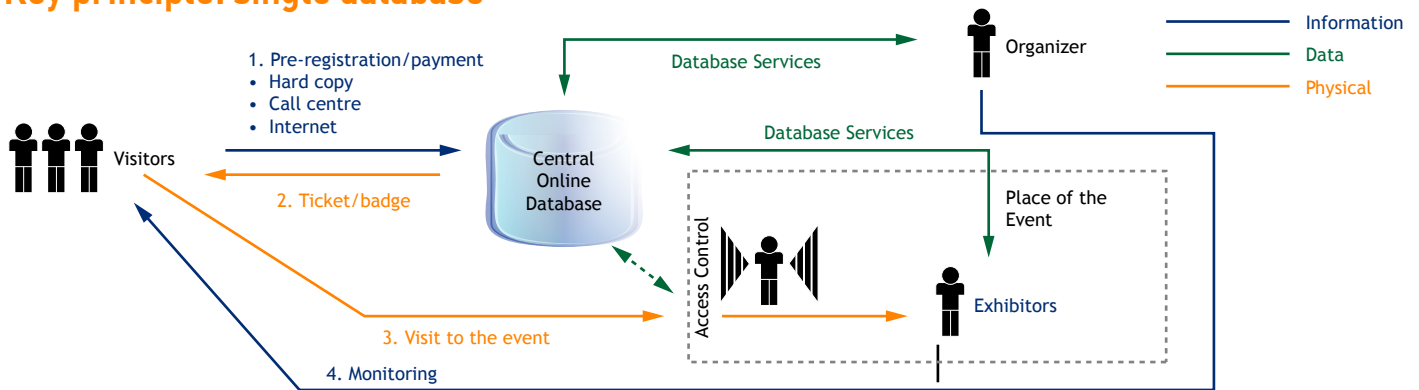 Key principle: Single database
Information
Organizer
Data
Physical
1. Pre-registration/payment
• Hard copy
• Call centre
• Internet
Database Services
Database Services
Visitors
Central
Online
Database
2. Ticket/badge
Place of the
Event
Access Control
Exhibitors
3. Visit to the event
4. Monitoring